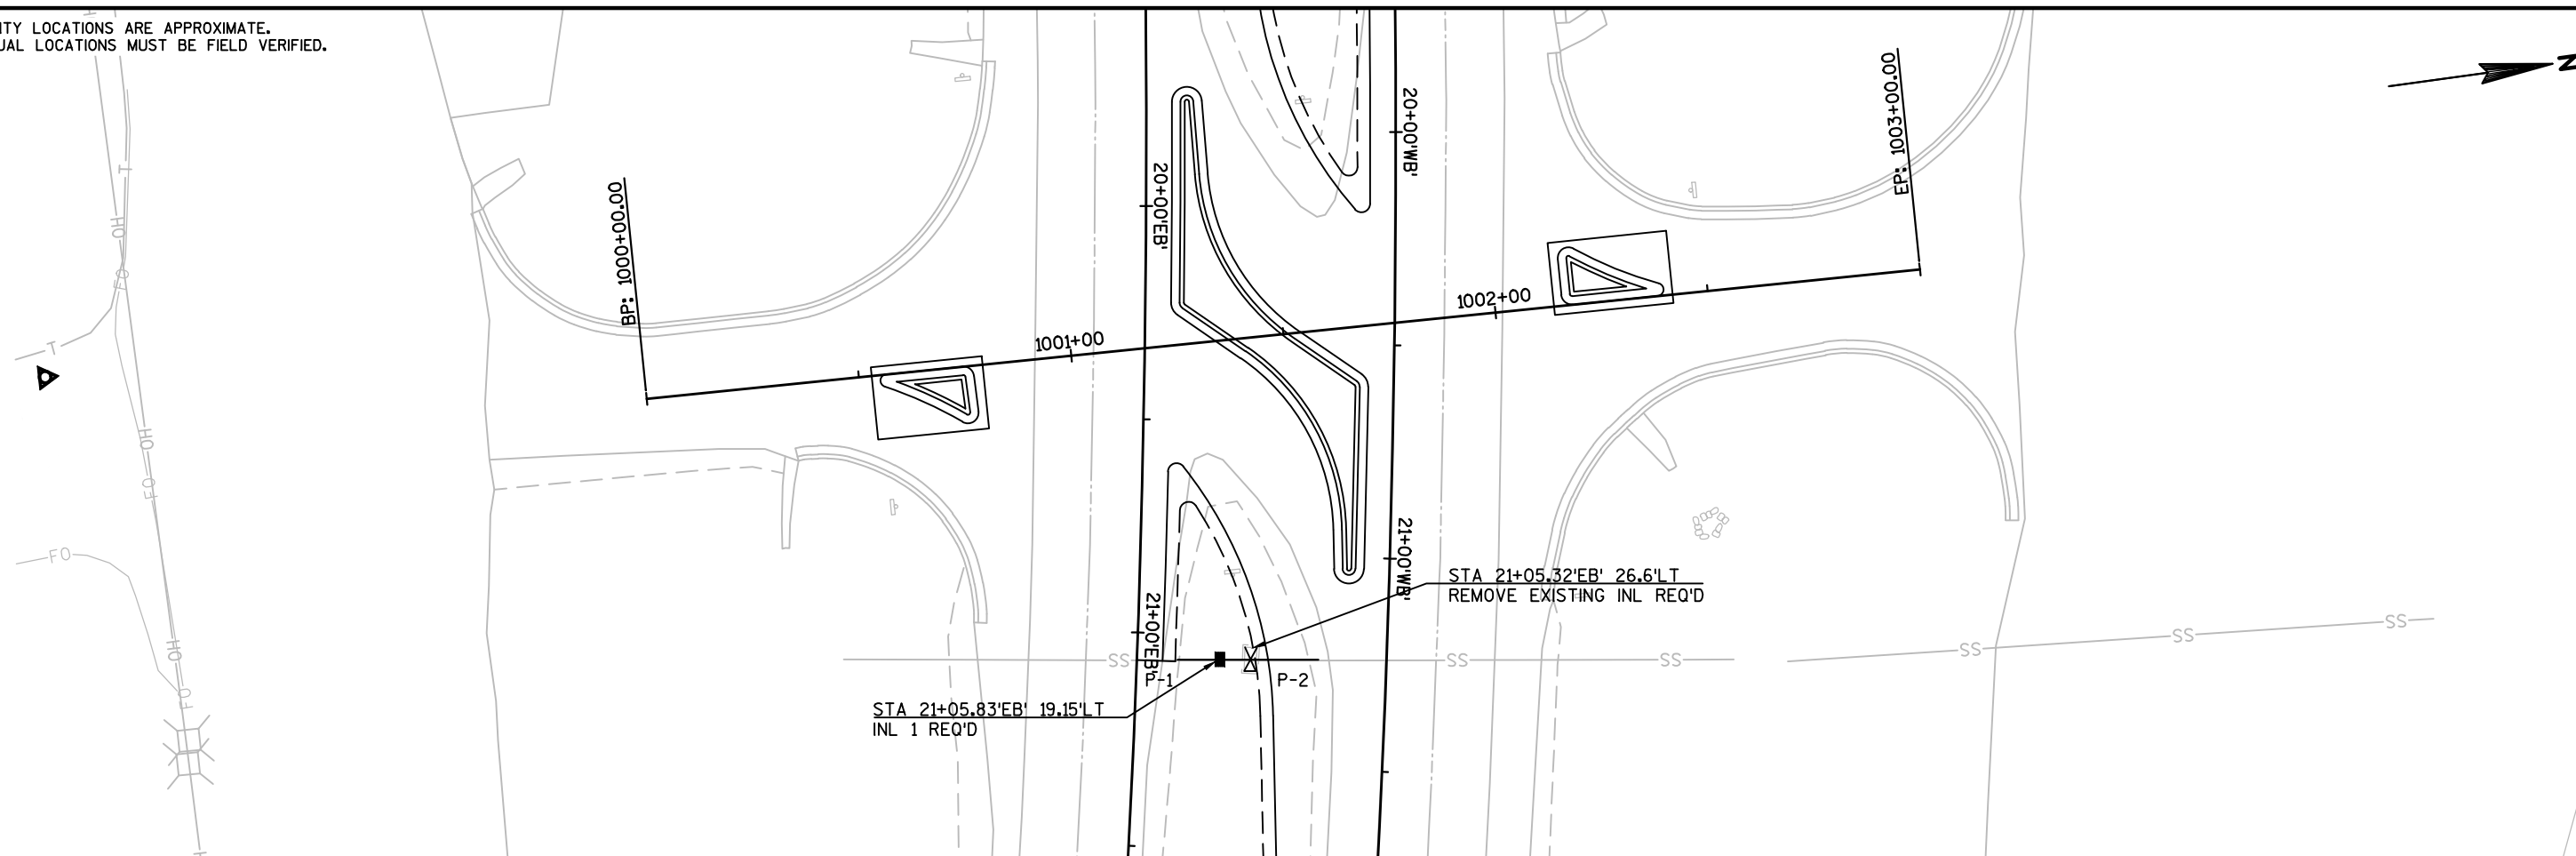 ITY LOCATIONS ARE APPROXIMATE.
UAL LOCATIONS MUST BE FIELD VERIFIED.
N
20+00'WB'
EP: 1003+00.00
T
20+00'EB'
BP: 1000+00.00
OH
FO
1002+00
1001+00
T
OH
FO
21+00'WB'
FO
STA 21+05.32'EB' 26.6'LT
REMOVE EXISTING INL REQ'D
21+00'EB'
SS
SS
SS
SS
SS
SS
OH
P-1
P-2
FO
STA 21+05.83'EB' 19.15'LT
INL 1 REQ'D
T